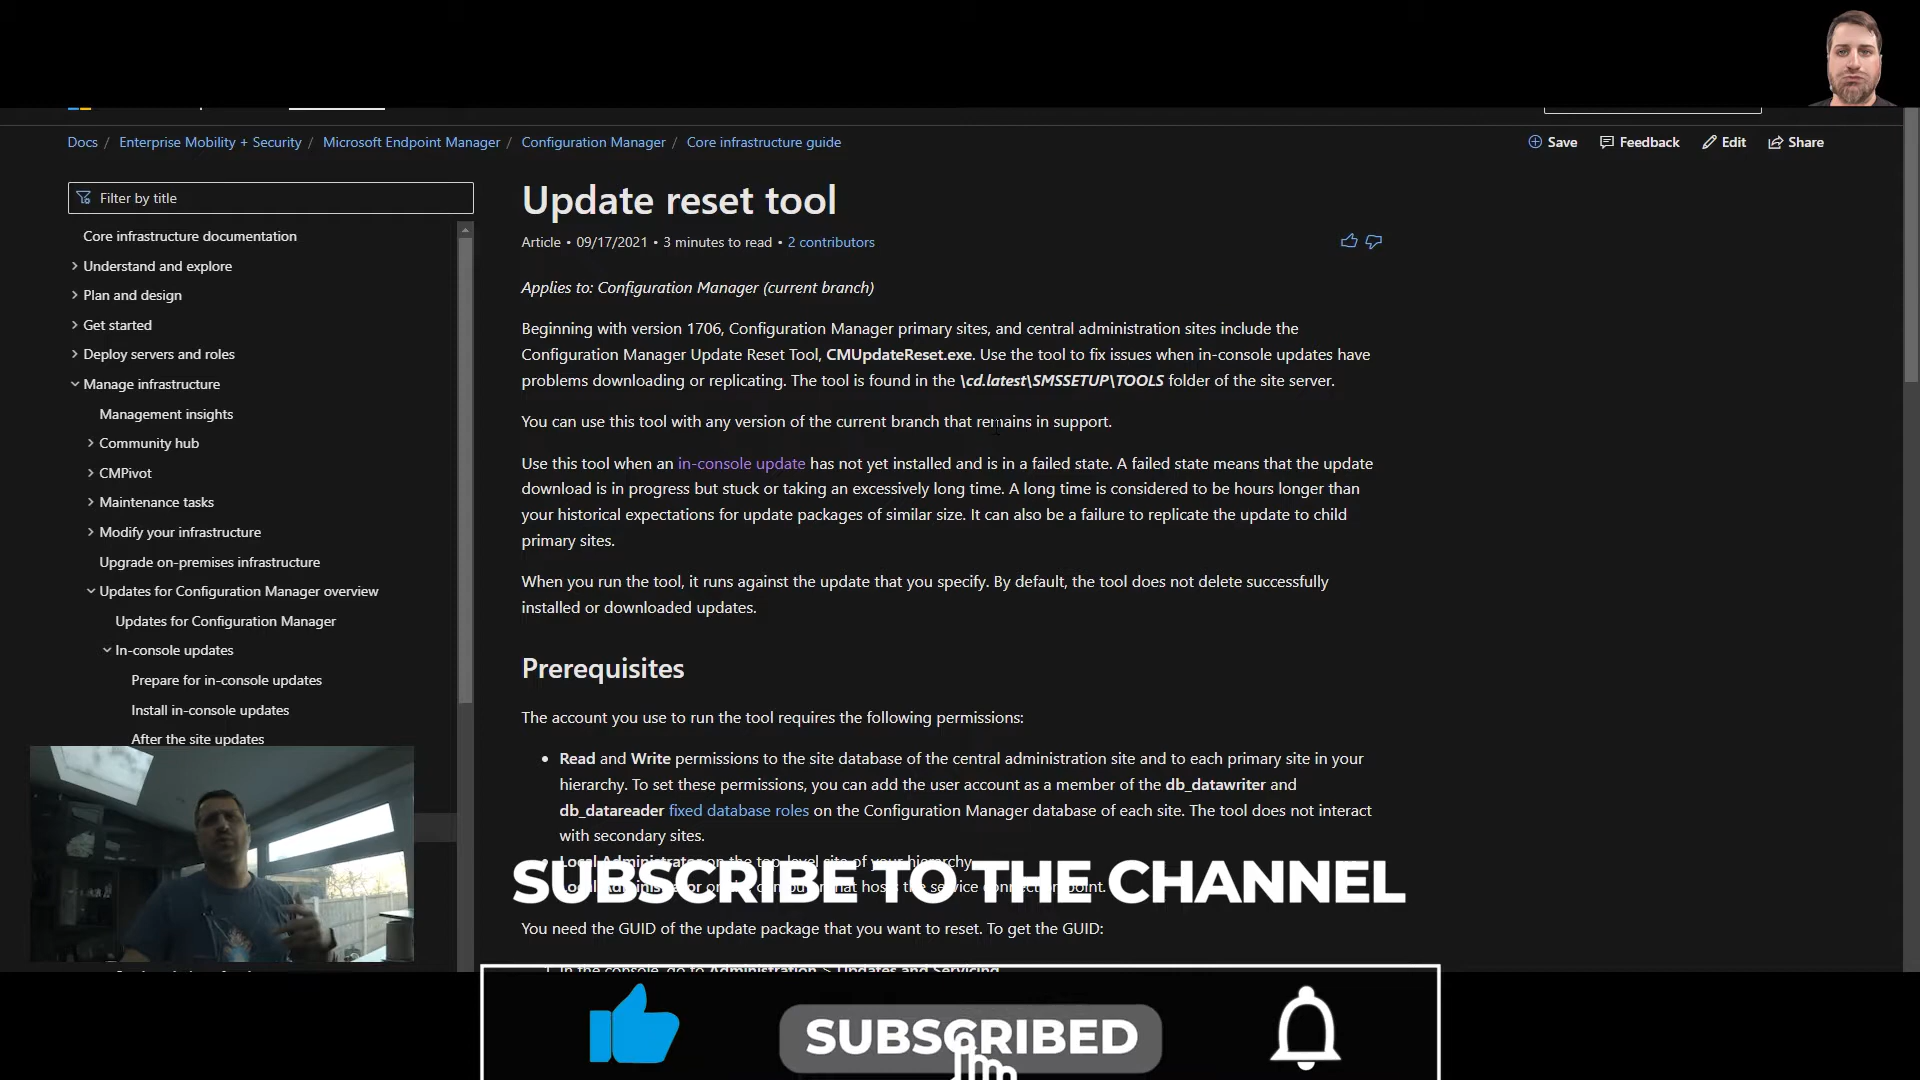 Docs / Enterprise Mobility + Security / Microsoft Endpoint Manager / Configuration Manager / Core infrastructure guide
Save Feedback Edit Share
Filter by title
Core infrastructure documentation
Understand and explore
Plan and design
Get started
Deploy servers and roles
Manage infrastructure
Management insights
Community hub
CMPivot
Maintenance tasks
Modify your infrastructure
Upgrade on-premises infrastructure
Updates for Configuration Manager overview
Updates for Configuration Manager
In-console updates
Prepare for in-console updates
Install in-console updates
After the site updates
Update reset tool
Article • 09/17/2021 • 3 minutes to read • 2 contributors
Applies to: Configuration Manager (current branch)
Beginning with version 1706, Configuration Manager primary sites, and central administration sites include the
Configuration Manager Update Reset Tool, CMUpdateReset.exe. Use the tool to fix issues when in-console updates have
problems downloading or replicating. The tool is found in the \cd.latest\SMSSETUP\TOOLS folder of the site server.
You can use this tool with any version of the current branch that remains in support.
Use this tool when an in-console update has not yet installed and is in a failed state. A failed state means that the update
download is in progress but stuck or taking an excessively long time. A long time is considered to be hours longer than
your historical expectations for update packages of similar size. It can also be a failure to replicate the update to child
primary sites.
When you run the tool, it runs against the update that you specify. By default, the tool does not delete successfully
installed or downloaded updates.
Prerequisites
The account you use to run the tool requires the following permissions:
• Read and Write permissions to the site database of the central administration site and to each primary site in your
hierarchy. To set these permissions, you can add the user account as a member of the db_datawriter and
db_datareader fixed database roles on the Configuration Manager database of each site. The tool does not interact
with secondary sites.
• Local Administrator on the top-level site of your hierarchy.
Local Administrator on the computer that hosts the service connection point.
SUBSCRIBE TO THE CHANNEL
You need the GUID of the update package that you want to reset. To get the GUID:
1. In the console, go to Administration > Updates and Servicing
SUBSCRIBED